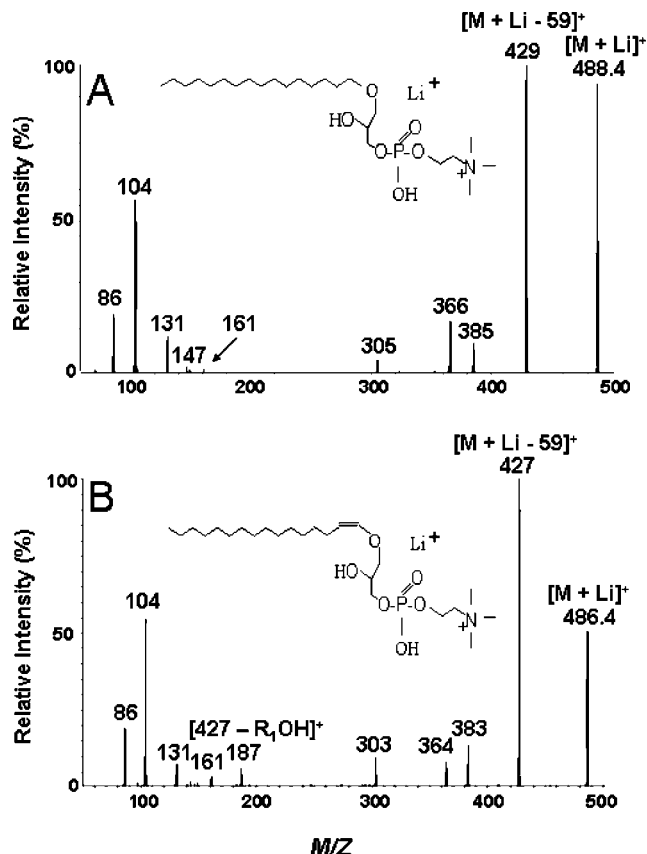 [M + Li - 59]⁺
429
[M + Li]⁺
488.4
100
A
Li⁺
O
HO
O
O-P-O
N
+
OH
104
50
86
131
147
161
305
366
385
0
100 200 300 400 500
Relative Intensity (%)
[M + Li - 59]⁺
427
100
B
Li⁺
O
HO
O
O-P-O
N
+
OH
[M + Li]⁺
486.4
104
50
86
[427 – R₁OH]⁺
131
161
187
303
364
383
0
100 200 300 400 500
Relative Intensity (%)
M/Z